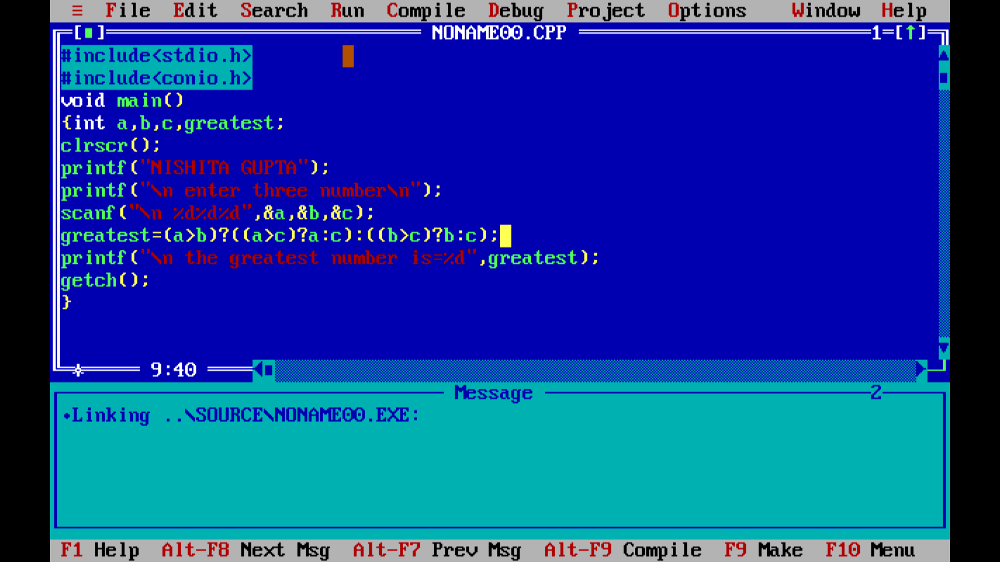 ≡ File Edit Search Run Compile Debug Project Options Window Help
[■] NONAME00.CPP 1=[↑]
#include<stdio.h>
#include<conio.h>
void main()
{int a,b,c,greatest;
clrscr();
printf("NISHITA GUPTA");
printf("\n enter three number\n");
scanf("\n %d%d%d",&a,&b,&c);
greatest=(a>b)?((a>c)?a:c):((b>c)?b:c);
printf("\n the greatest number is=%d",greatest);
getch();
}
9:40
Message 2
•Linking ..\SOURCE\NONAME00.EXE:
F1 Help Alt-F8 Next Msg Alt-F7 Prev Msg Alt-F9 Compile F9 Make F10 Menu